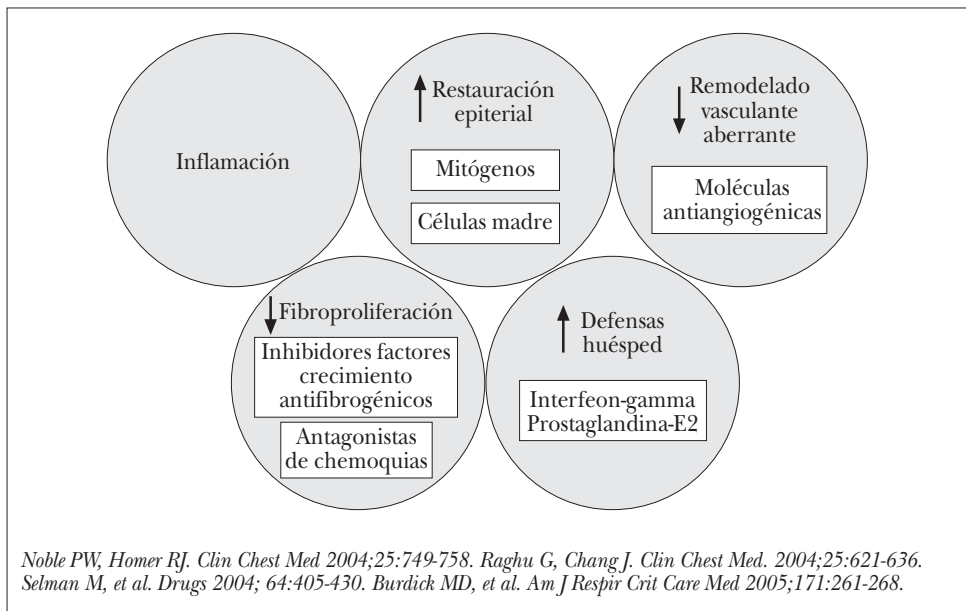 Inflamación
↑ Restauración
epiterial
Mitógenos
Células madre
↓ Remodelado
vasculante
aberrante
Moléculas
antiangiogénicas
↓ Fibroproliferación
Inhibidores factores
crecimiento
antifibrogénicos
Antagonistas
de chemoquias
↑ Defensas
huésped
Interfeon-gamma
Prostaglandina-E2
Noble PW, Homer RJ. Clin Chest Med 2004;25:749-758. Raghu G, Chang J. Clin Chest Med. 2004;25:621-636.
Selman M, et al. Drugs 2004; 64:405-430. Burdick MD, et al. Am J Respir Crit Care Med 2005;171:261-268.